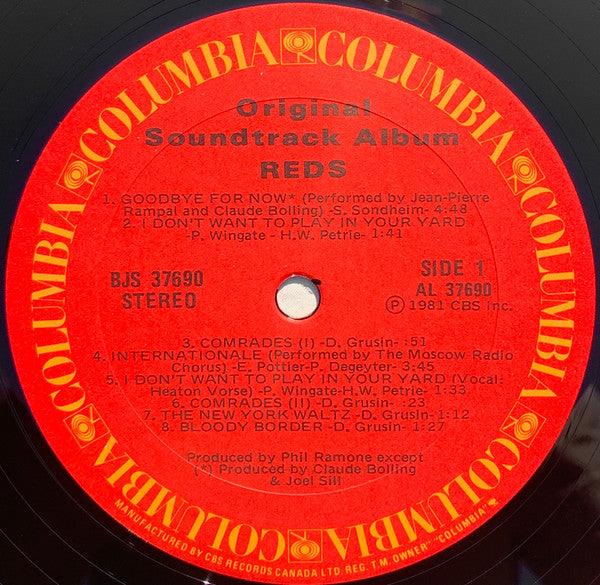 COLUMBIA COLUMBIA COLUMBIA COLUMBIA COLUMBIA COLUMBIA COLUMBIA COLUMBIA
Original
Soundtrack Album
REDS
1. GOODBYE FOR NOW* (Performed by Jean-Pierre
Rampal and Claude Bolling) -S. Sondheim- 4:48
2. I DON'T WANT TO PLAY IN YOUR YARD
-P. Wingate - H.W. Petrie- 1:41
BJS 37690
STEREO
SIDE 1
AL 37690
Ⓟ 1981 CBS Inc.
3. COMRADES (I) -D. Grusin- :51
4. INTERNATIONALE (Performed by The Moscow Radio
Chorus) -E. Pottier-P. Degeyter- 3:45
5. I DON'T WANT TO PLAY IN YOUR YARD (Vocal:
Heaton Vorse) -P. Wingate-H.W. Petrie- 1:33
6. COMRADES (II) -D. Grusin- :23
7. THE NEW YORK WALTZ -D. Grusin- 1:12
8. BLOODY BORDER -D. Grusin- 1:27
Produced by Phil Ramone except
(*) Produced by Claude Bolling
& Joel Sill
MANUFACTURED BY CBS RECORDS CANADA LTD. REG. T.M. OWNER "COLUMBIA".